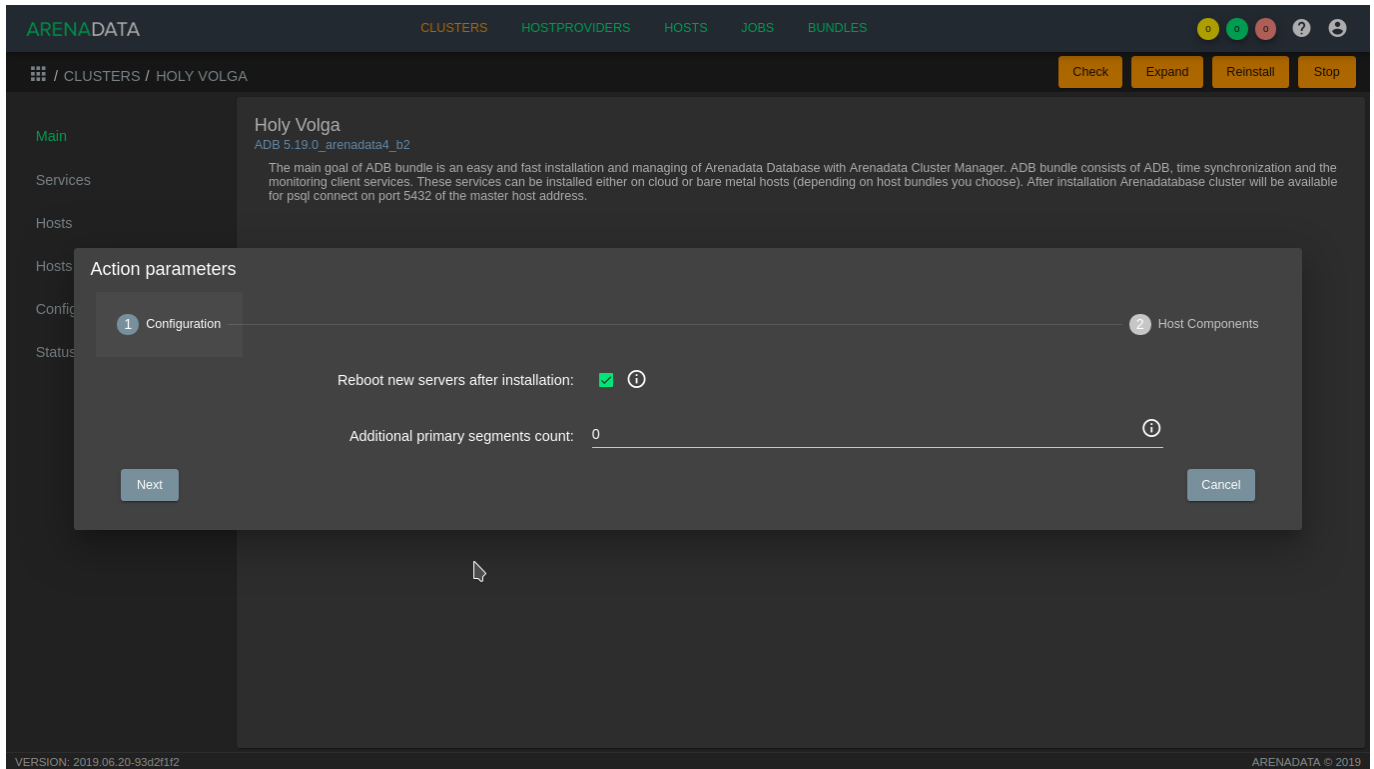 ARENADATA
CLUSTERS HOSTPROVIDERS HOSTS JOBS BUNDLES
0 0 0 ?
/ CLUSTERS / HOLY VOLGA
Check Expand Reinstall Stop
Main
Services
Hosts
Hosts
Config
Status
Holy Volga
ADB 5.19.0_arenadata4_b2
The main goal of ADB bundle is an easy and fast installation and managing of Arenadata Database with Arenadata Cluster Manager. ADB bundle consists of ADB, time synchronization and the
monitoring client services. These services can be installed either on cloud or bare metal hosts (depending on host bundles you choose). After installation Arenadatabase cluster will be available
for psql connect on port 5432 of the master host address.
Action parameters
1 Configuration
2 Host Components
Reboot new servers after installation:
Additional primary segments count: 0
Next Cancel
VERSION: 2019.06.20-93d2f1f2
ARENADATA © 2019